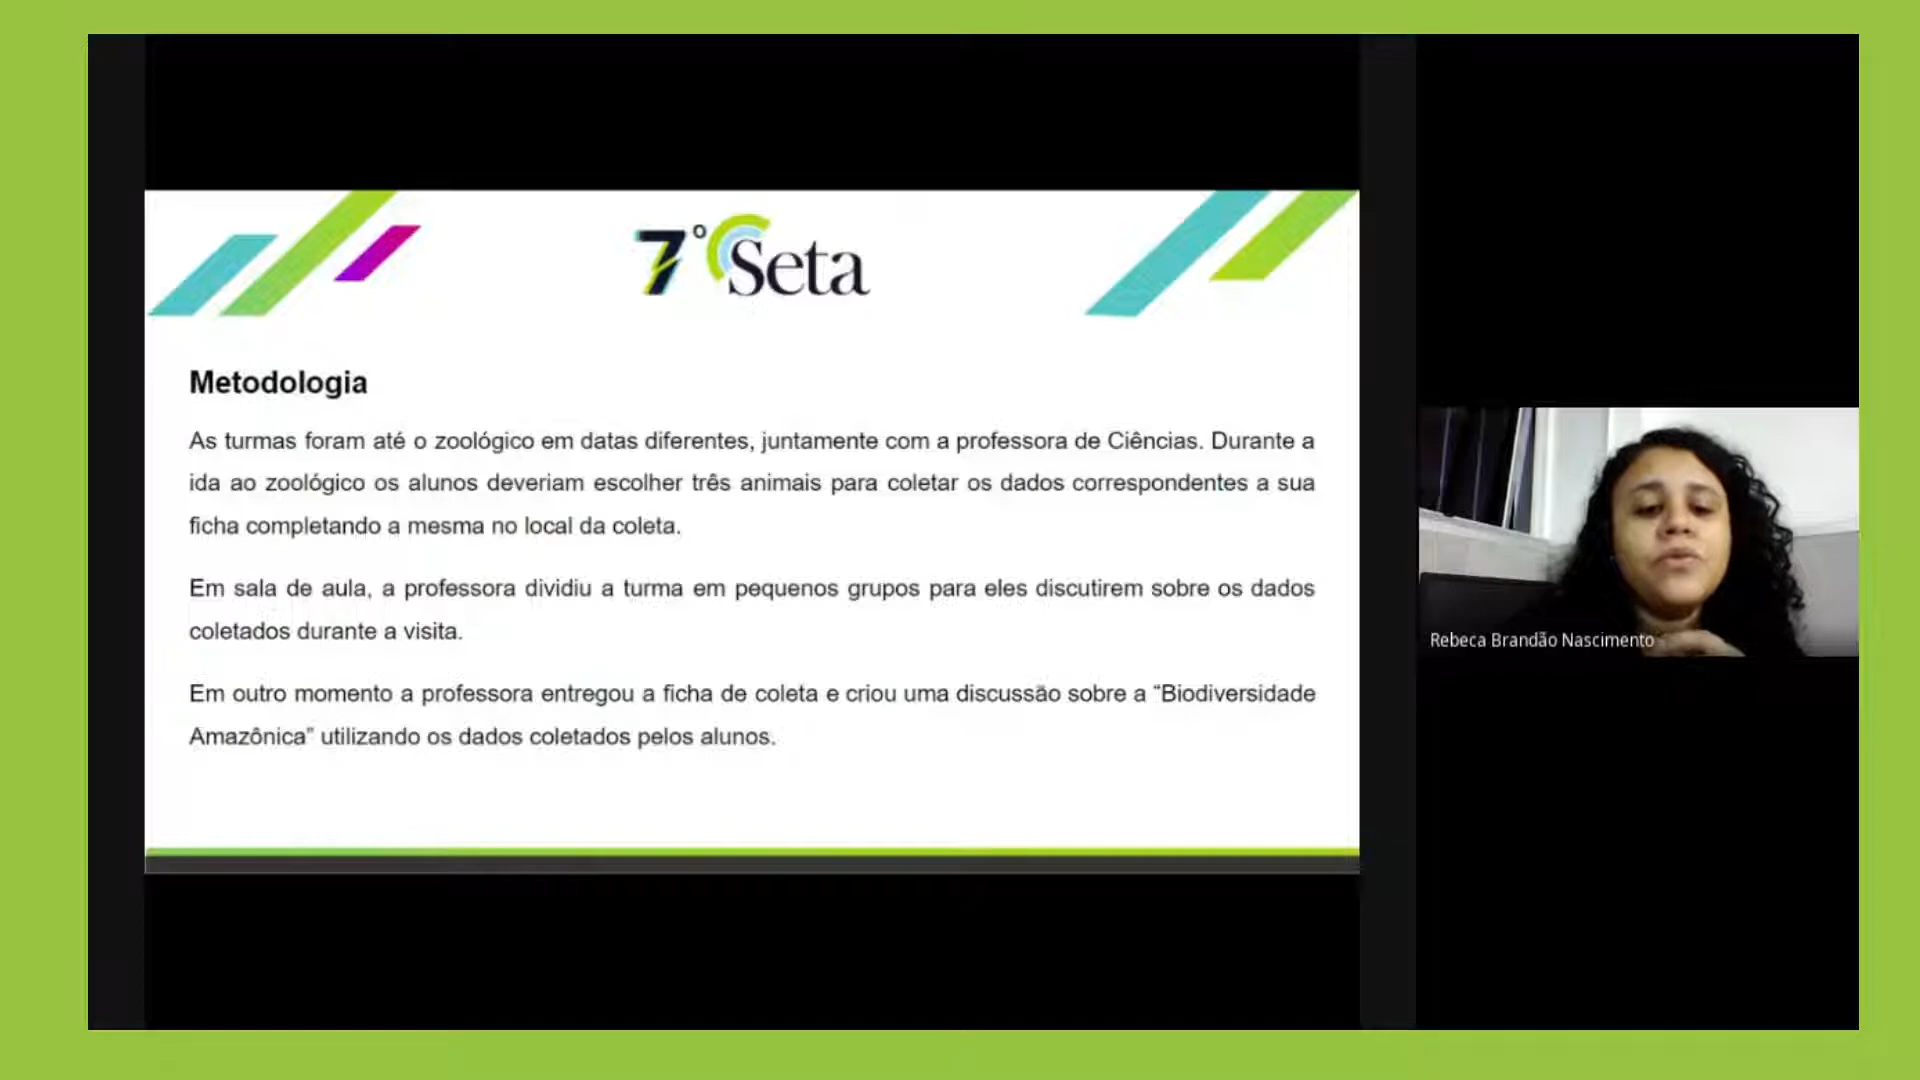 7º Seta
Metodologia
As turmas foram até o zoológico em datas diferentes, juntamente com a professora de Ciências. Durante a
ida ao zoológico os alunos deveriam escolher três animais para coletar os dados correspondentes a sua
ficha completando a mesma no local da coleta.
Em sala de aula, a professora dividiu a turma em pequenos grupos para eles discutirem sobre os dados
coletados durante a visita.
Em outro momento a professora entregou a ficha de coleta e criou uma discussão sobre a “Biodiversidade
Amazônica” utilizando os dados coletados pelos alunos.
Rebeca Brandão Nascimento